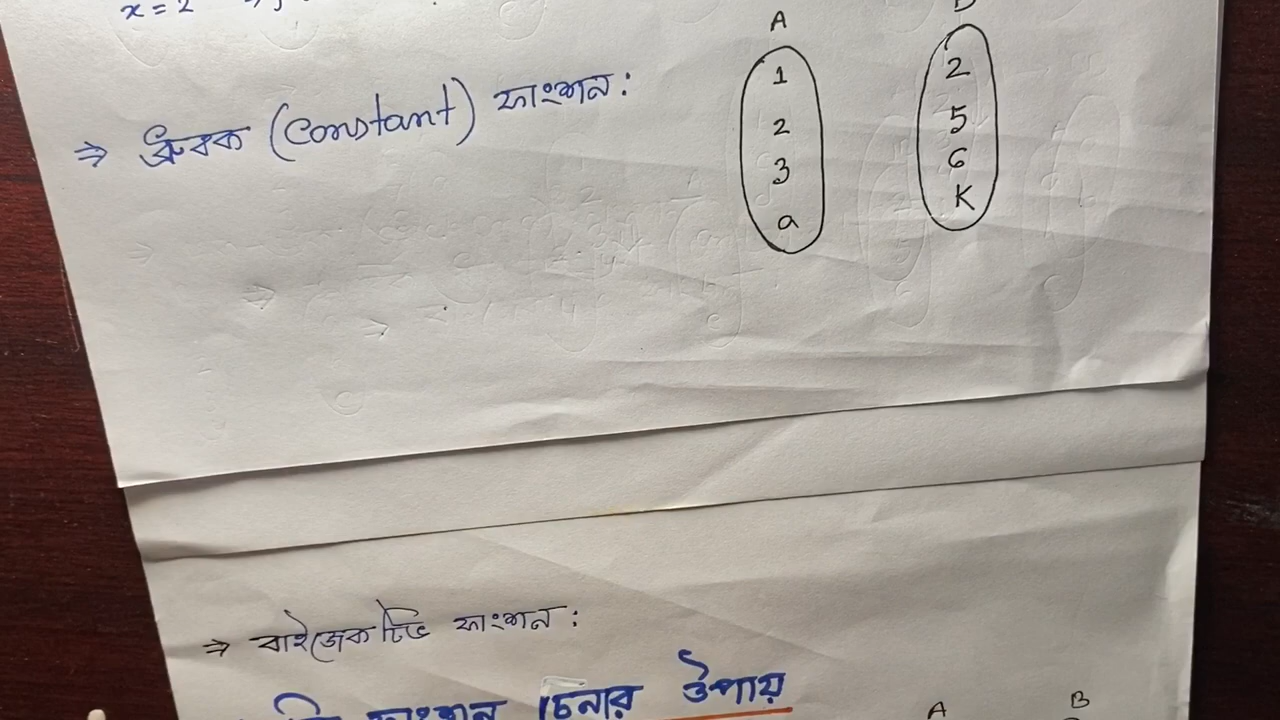 x = 2
A
⇒ ধ্রুবক (Constant) ফাংশন :
1 2
2 5
3 6
a K
⇒ বাইজেকটিভ ফাংশন :
ফাংশন চিনার উপায়
A B